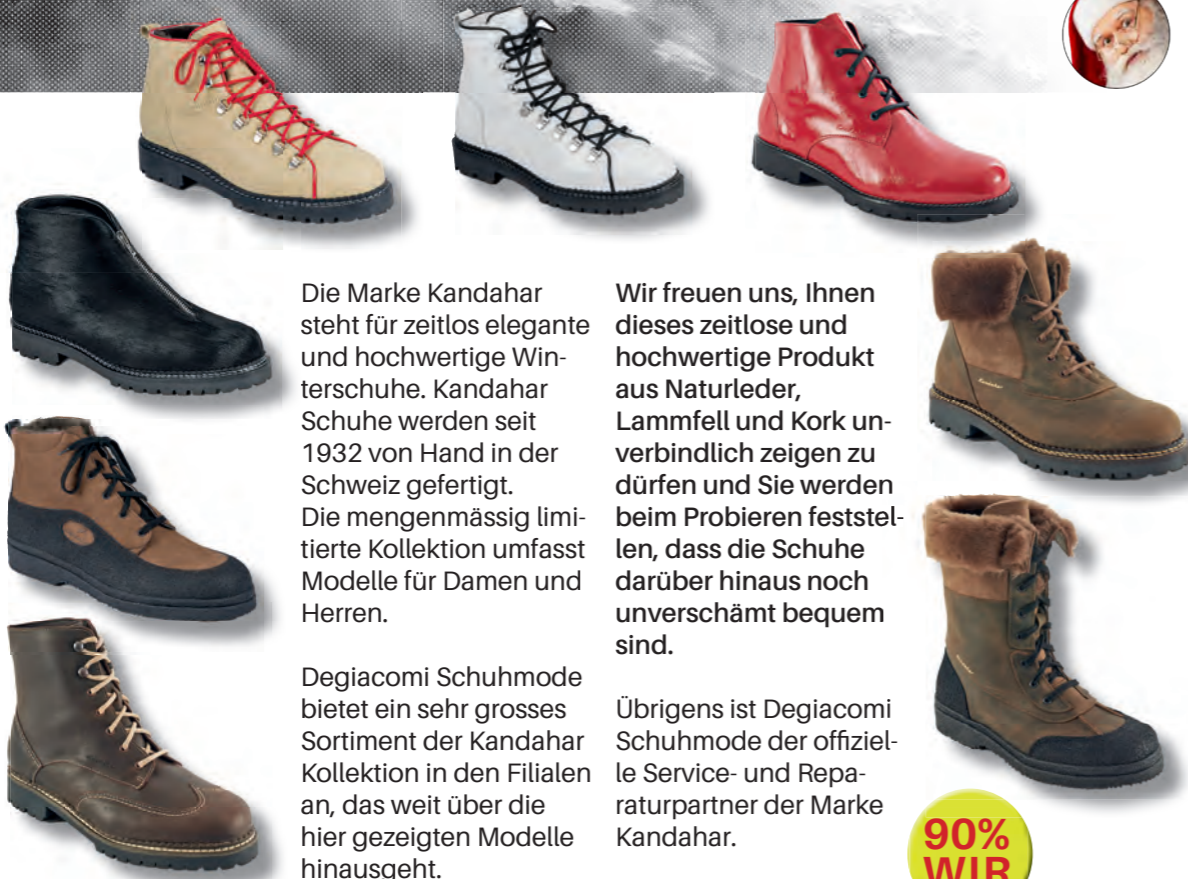 Die Marke Kandahar
steht für zeitlos elegante
und hochwertige Win-
terschuhe. Kandahar
Schuhe werden seit
1932 von Hand in der
Schweiz gefertigt.
Die mengenmässig limi-
tierte Kollektion umfasst
Modelle für Damen und
Herren.
Degiacomi Schuhmode
bietet ein sehr grosses
Sortiment der Kandahar
Kollektion in den Filialen
an, das weit über die
hier gezeigten Modelle
hinausgeht.
Wir freuen uns, Ihnen
dieses zeitlose und
hochwertige Produkt
aus Naturleder,
Lammfell und Kork un-
verbindlich zeigen zu
dürfen und Sie werden
beim Probieren feststel-
len, dass die Schuhe
darüber hinaus noch
unverschämt bequem
sind.
Übrigens ist Degiacomi
Schuhmode der offiziel-
le Service- und Repa-
raturpartner der Marke
Kandahar.
90%
WIR